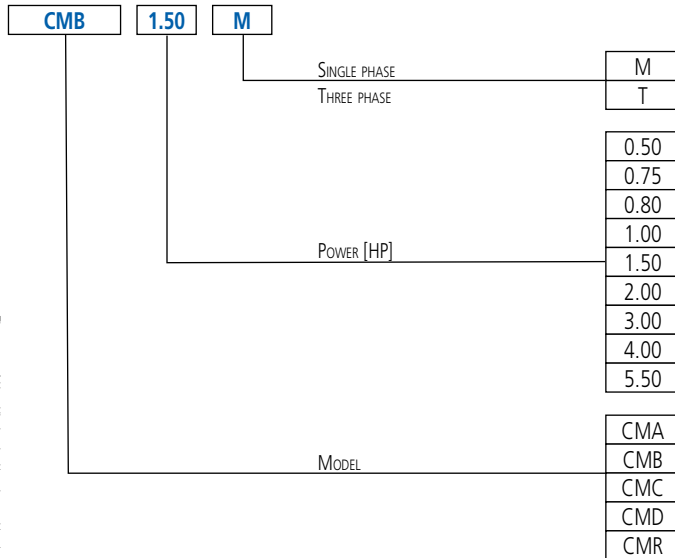 CMB 1.50 M
SINGLE PHASE M
THREE PHASE T
0.50
0.75
0.80
1.00
POWER [HP] 1.50
2.00
3.00
4.00
5.50
CMA
MODEL CMB
CMC
CMD
CMR